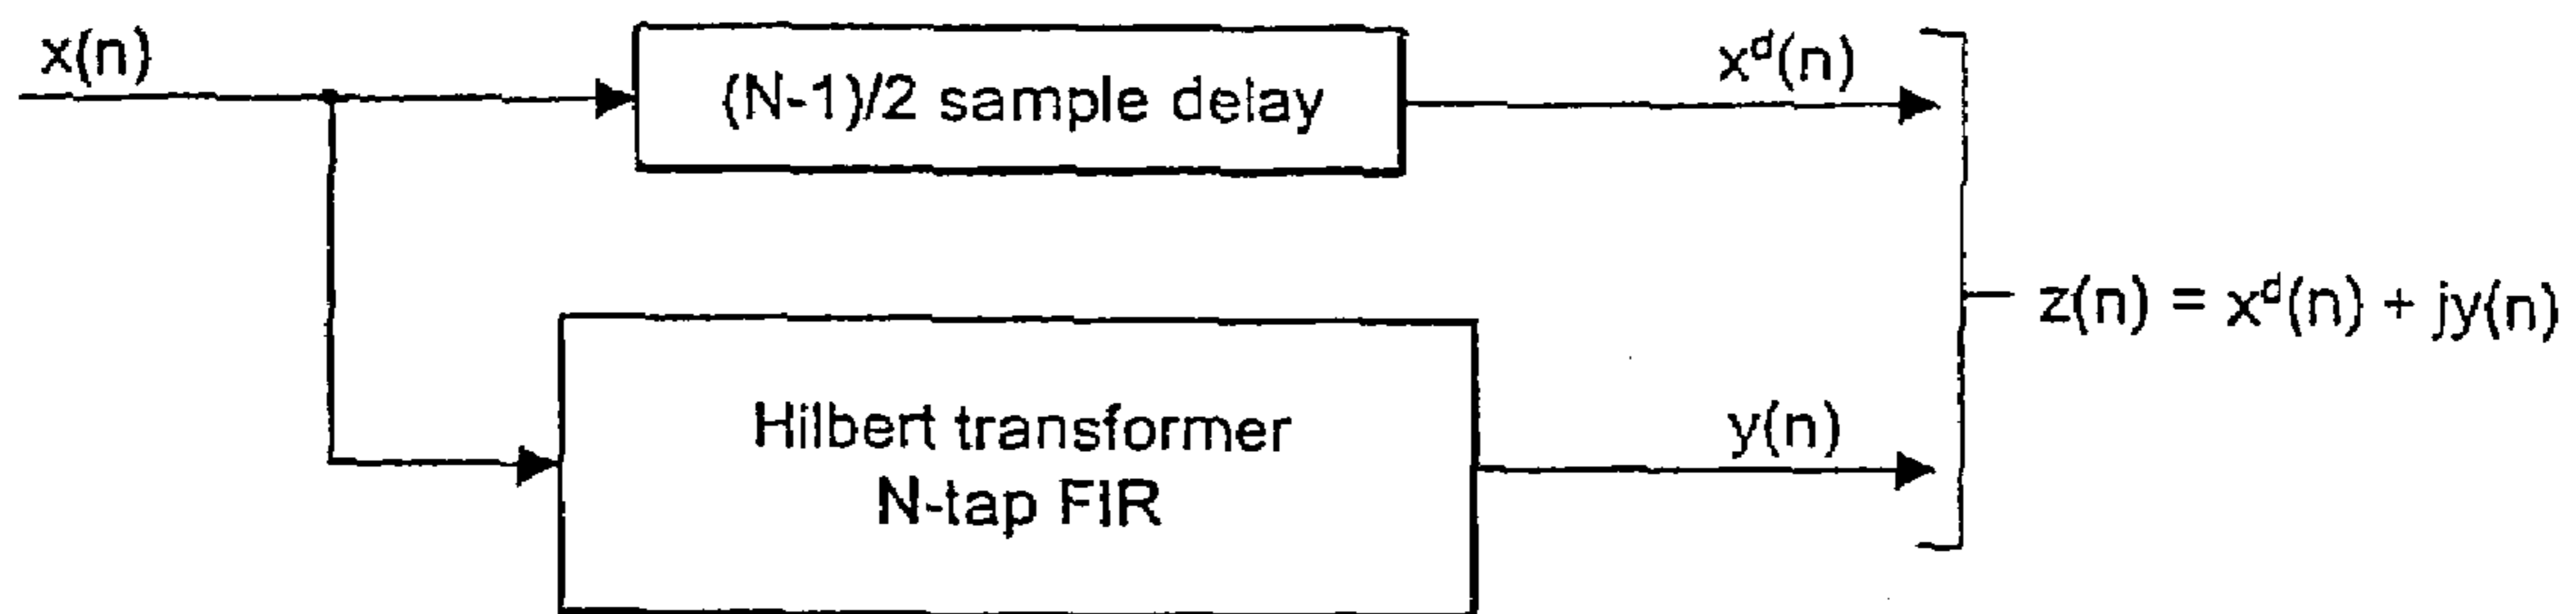 x(n)
(N-1)/2 sample delay
x^d(n)
z(n) = x^d(n) + jy(n)
Hilbert transformer
N-tap FIR
y(n)